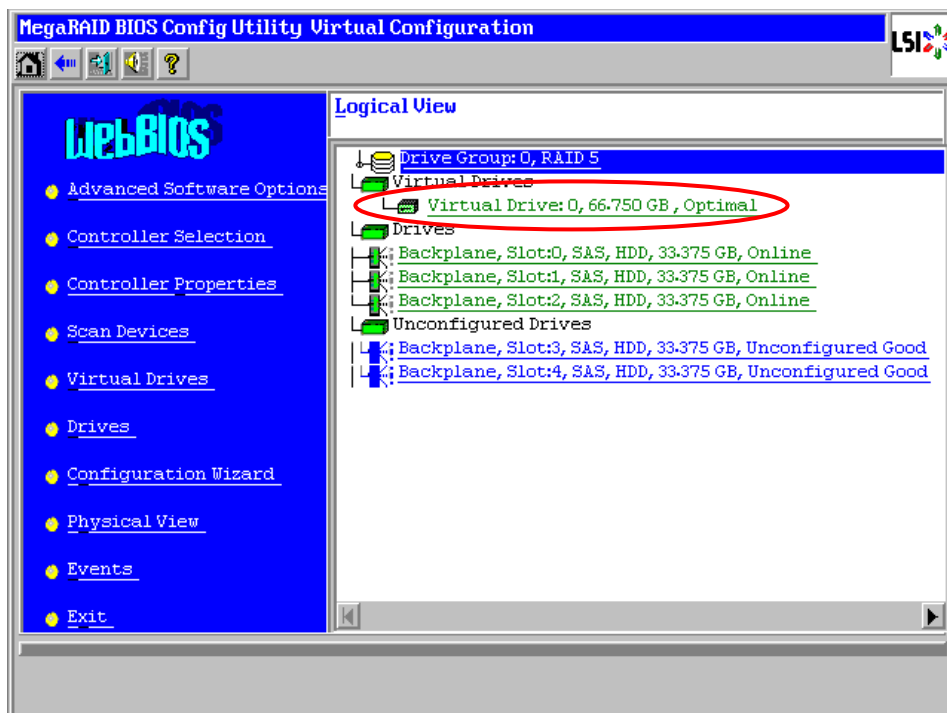 MegaRAID BIOS Config Utility Virtual Configuration
LSI
WebBIOS
Advanced Software Options
Controller Selection
Controller Properties
Scan Devices
Virtual Drives
Drives
Configuration Wizard
Physical View
Events
Exit
Logical View
Drive Group: 0, RAID 5
Virtual Drives
Virtual Drive: 0, 66.750 GB , Optimal
Drives
Backplane, Slot:0, SAS, HDD, 33.375 GB, Online
Backplane, Slot:1, SAS, HDD, 33.375 GB, Online
Backplane, Slot:2, SAS, HDD, 33.375 GB, Online
Unconfigured Drives
Backplane, Slot:3, SAS, HDD, 33.375 GB, Unconfigured Good
Backplane, Slot:4, SAS, HDD, 33.375 GB, Unconfigured Good